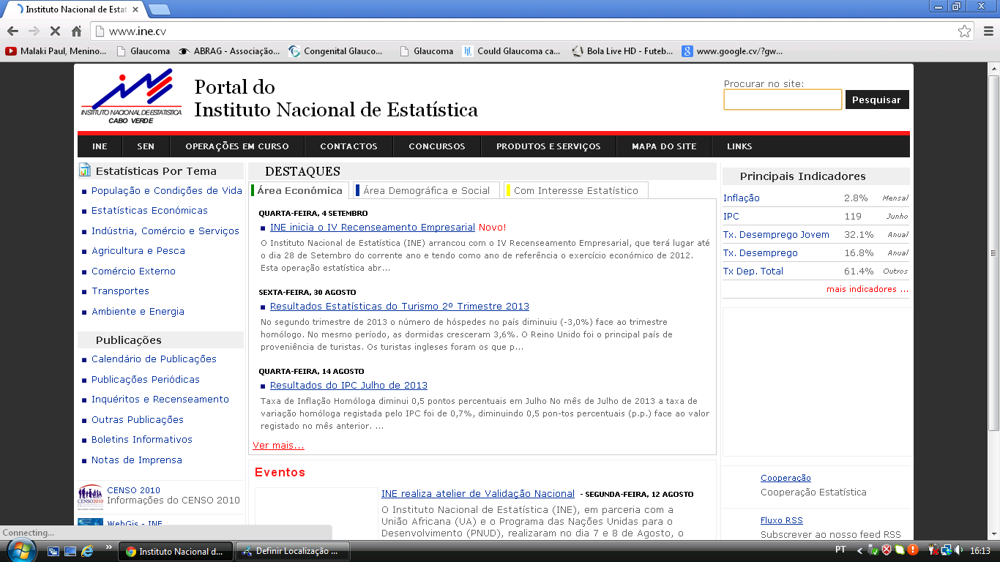 Instituto Nacional de Estat
www.ine.cv
Malaki Paul, Menino...
Glaucoma
ABRAG - Associação...
Congenital Glauco...
Glaucoma
Could Glaucoma ca...
Bola Live HD - Futeb...
www.google.cv/?gw...
INSTITUTO NACIONAL DE ESTATÍSTICA
CABO VERDE
Portal do
Instituto Nacional de Estatística
Procurar no site:
Pesquisar
INE
SEN
OPERAÇÕES EM CURSO
CONTACTOS
CONCURSOS
PRODUTOS E SERVIÇOS
MAPA DO SITE
LINKS
Estatísticas Por Tema
População e Condições de Vida
Estatísticas Económicas
Indústria, Comércio e Serviços
Agricultura e Pesca
Comércio Externo
Transportes
Ambiente e Energia
Publicações
Calendário de Publicações
Publicações Periódicas
Inquéritos e Recenseamento
Outras Publicações
Boletins Informativos
Notas de Imprensa
CENSO 2010
CENSO 2010
Informações do CENSO 2010
WebGis - INE
DESTAQUES
Área Económica
Área Demográfica e Social
Com Interesse Estatístico
QUARTA-FEIRA, 4 SETEMBRO
INE inicia o IV Recenseamento Empresarial Novo!
O Instituto Nacional de Estatística (INE) arrancou com o IV Recenseamento Empresarial, que terá lugar até
o dia 28 de Setembro do corrente ano e tendo como ano de referência o exercício económico de 2012.
Esta operação estatística abr...
SEXTA-FEIRA, 30 AGOSTO
Resultados Estatísticas do Turismo 2º Trimestre 2013
No segundo trimestre de 2013 o número de hóspedes no país diminuiu (-3,0%) face ao trimestre
homólogo. No mesmo período, as dormidas cresceram 3,6%. O Reino Unido foi o principal país de
proveniência de turistas. Os turistas ingleses foram os que p...
QUARTA-FEIRA, 14 AGOSTO
Resultados do IPC Julho de 2013
Taxa de Inflação Homóloga diminui 0,5 pontos percentuais em Julho No mês de Julho de 2013 a taxa de
variação homóloga registada pelo IPC foi de 0,7%, diminuindo 0,5 pon-tos percentuais (p.p.) face ao valor
registado no mês anterior. ...
Ver mais...
Eventos
INE realiza atelier de Validação Nacional - SEGUNDA-FEIRA, 12 AGOSTO
O Instituto Nacional de Estatística (INE), em parceria com a
União Africana (UA) e o Programa das Nações Unidas para o
Desenvolvimento (PNUD), realizaram no dia 7 e 8 de Agosto, o
Principais Indicadores
Inflação 2.8% Mensal
IPC 119 Junho
Tx. Desemprego Jovem 32.1% Anual
Tx. Desemprego 16.8% Anual
Tx Dep. Total 61.4% Outros
mais indicadores ...
Cooperação
Cooperação Estatística
Fluxo RSS
Subscrever ao nosso feed RSS
Connecting...
Instituto Nacional d...
Definir Localização ...
PT
16:13